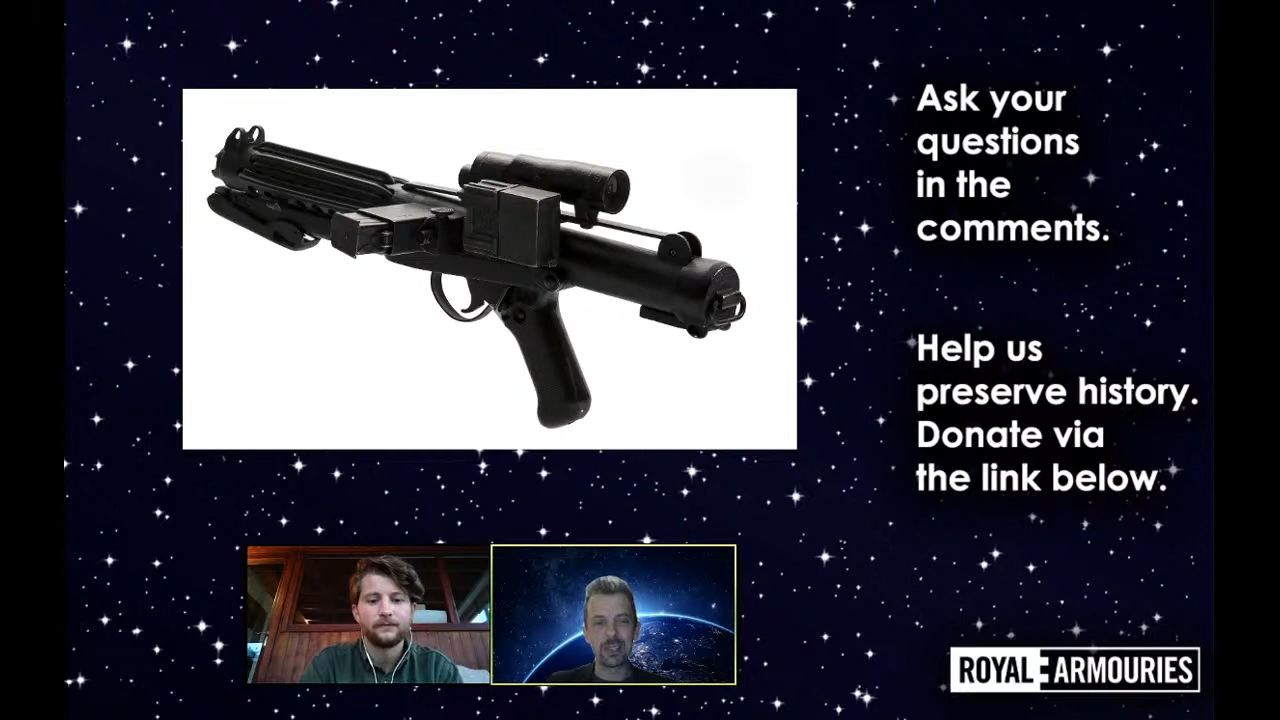 Ask your
questions
in the
comments.
Help us
preserve history.
Donate via
the link below.
ROYAL ARMOURIES